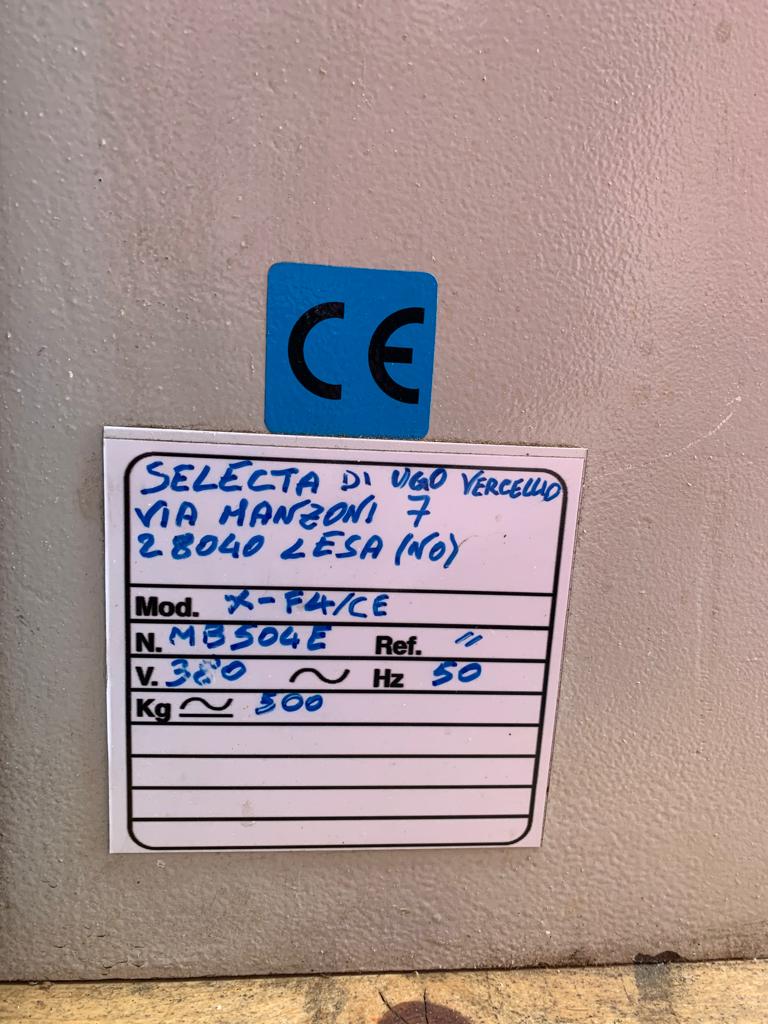 CE
SELECTA DI UGO VERCELLIO
VIA MANZONI 7
28040 LESA (NO)
Mod. X-F4/CE
N. MB504E Ref. "
V. 380 ~ Hz 50
Kg ≃ 500